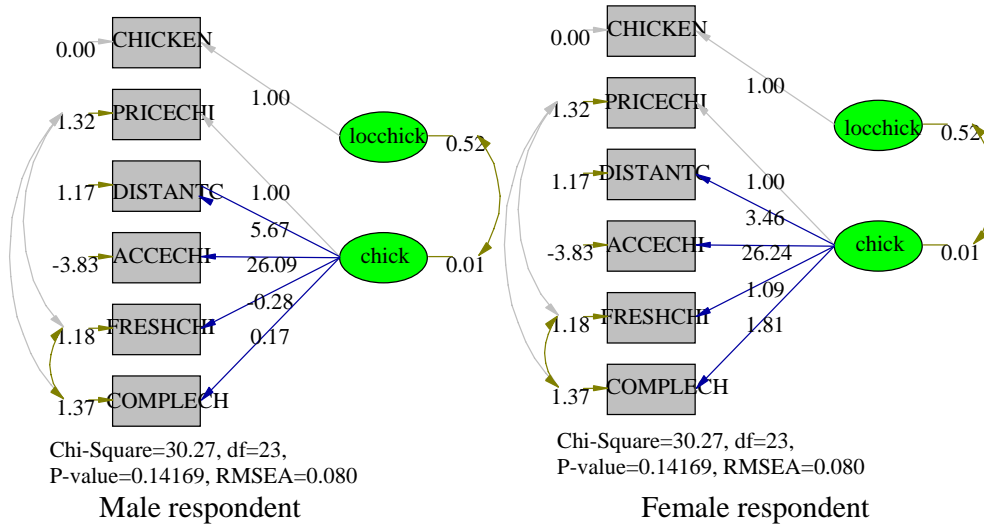 CHICKEN
0.00
1.00
PRICECHI
1.32
locchick
0.52
DISTANTC
1.17
1.00
5.67
ACCECHI
-3.83
26.09
chick
0.01
-0.28
FRESHCHI
1.18
0.17
COMPLECH
1.37
Chi-Square=30.27, df=23,
P-value=0.14169, RMSEA=0.080
Male respondent
CHICKEN
0.00
1.00
PRICECHI
1.32
locchick
0.52
DISTANTC
1.17
1.00
3.46
ACCECHI
-3.83
26.24
chick
0.01
1.09
FRESHCHI
1.18
1.81
COMPLECH
1.37
Chi-Square=30.27, df=23,
P-value=0.14169, RMSEA=0.080
Female respondent